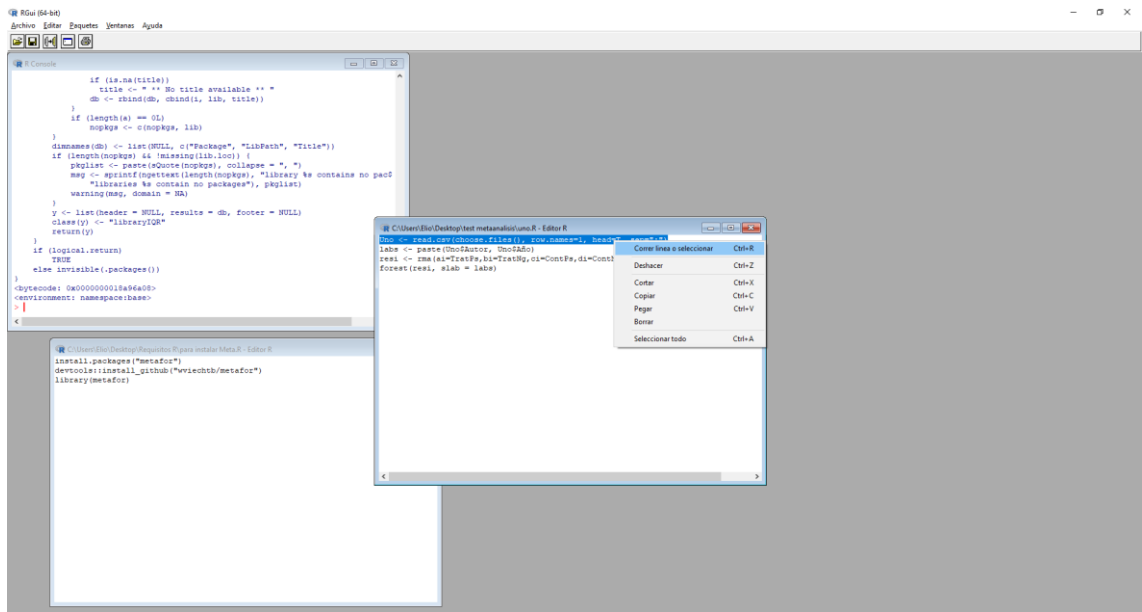 RGui (64-bit)
Archivo Editar Paquetes Ventanas Ayuda
R Console
if (is.na(title))
title <- " ** No title available ** "
db <- rbind(db, cbind(i, lib, title))
}
if (length(a) == 0L)
nopkgs <- c(nopkgs, lib)
}
dimnames(db) <- list(NULL, c("Package", "LibPath", "Title"))
if (length(nopkgs) && !missing(lib.loc)) {
pkglist <- paste(sQuote(nopkgs), collapse = ", ")
msg <- sprintf(ngettext(length(nopkgs), "library %s contains no pac$
"libraries %s contain no packages"), pkglist)
warning(msg, domain = NA)
}
y <- list(header = NULL, results = db, footer = NULL)
class(y) <- "libraryIQR"
return(y)
}
if (logical.return)
TRUE
else invisible(.packages())
}
<bytecode: 0x0000000018a96a08>
<environment: namespace:base>
>
C:\Users\Elio\Desktop\test metaanalisis\uno.R - Editor R
Uno <- read.csv(choose.files(), row.names=1, head=T,
labs <- paste(Uno$Autor, Uno$Año)
resi <- rma(ai=TratPs,bi=TratNg,ci=ContPs,di=Cont
forest(resi, slab = labs)
Correr linea o seleccionar Ctrl+R
Deshacer Ctrl+Z
Cortar Ctrl+X
Copiar Ctrl+C
Pegar Ctrl+V
Borrar
Seleccionar todo Ctrl+A
C:\Users\Elio\Desktop\Requisitos R\para instalar Meta.R - Editor R
install.packages("metafor")
devtools::install_github("wviechtb/metafor")
library(metafor)